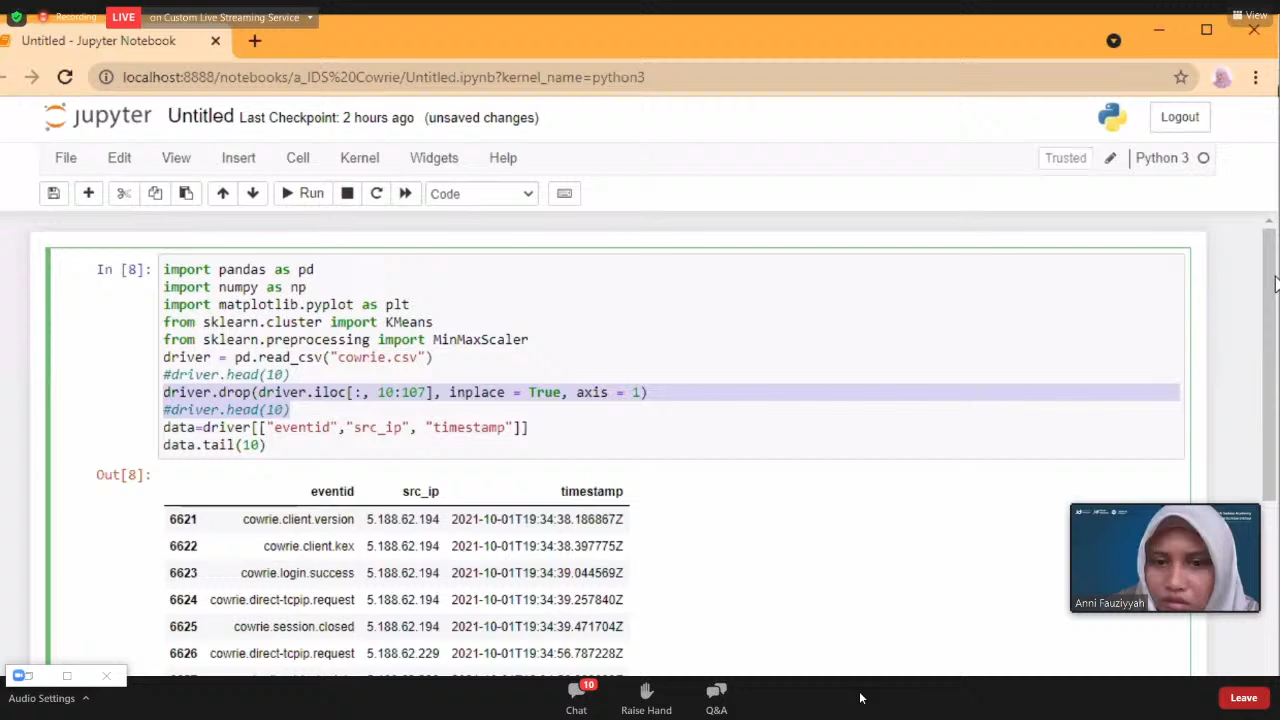 Recording
LIVE
on Custom Live Streaming Service
View
Untitled - Jupyter Notebook
localhost:8888/notebooks/a_IDS%20Cowrie/Untitled.ipynb?kernel_name=python3
jupyter Untitled Last Checkpoint: 2 hours ago (unsaved changes)
Logout
File Edit View Insert Cell Kernel Widgets Help
Trusted
Python 3
Run
Code
In [8]:
import pandas as pd
import numpy as np
import matplotlib.pyplot as plt
from sklearn.cluster import KMeans
from sklearn.preprocessing import MinMaxScaler
driver = pd.read_csv("cowrie.csv")
#driver.head(10)
driver.drop(driver.iloc[:, 10:107], inplace = True, axis = 1)
#driver.head(10)
data=driver[["eventid","src_ip", "timestamp"]]
data.tail(10)
Out[8]:
eventid src_ip timestamp
6621 cowrie.client.version 5.188.62.194 2021-10-01T19:34:38.186867Z
6622 cowrie.client.kex 5.188.62.194 2021-10-01T19:34:38.397775Z
6623 cowrie.login.success 5.188.62.194 2021-10-01T19:34:39.044569Z
6624 cowrie.direct-tcpip.request 5.188.62.194 2021-10-01T19:34:39.257840Z
6625 cowrie.session.closed 5.188.62.194 2021-10-01T19:34:39.471704Z
6626 cowrie.direct-tcpip.request 5.188.62.229 2021-10-01T19:34:56.787228Z
Anni Fauziyyah
Audio Settings
10
Chat
Raise Hand
Q&A
Leave